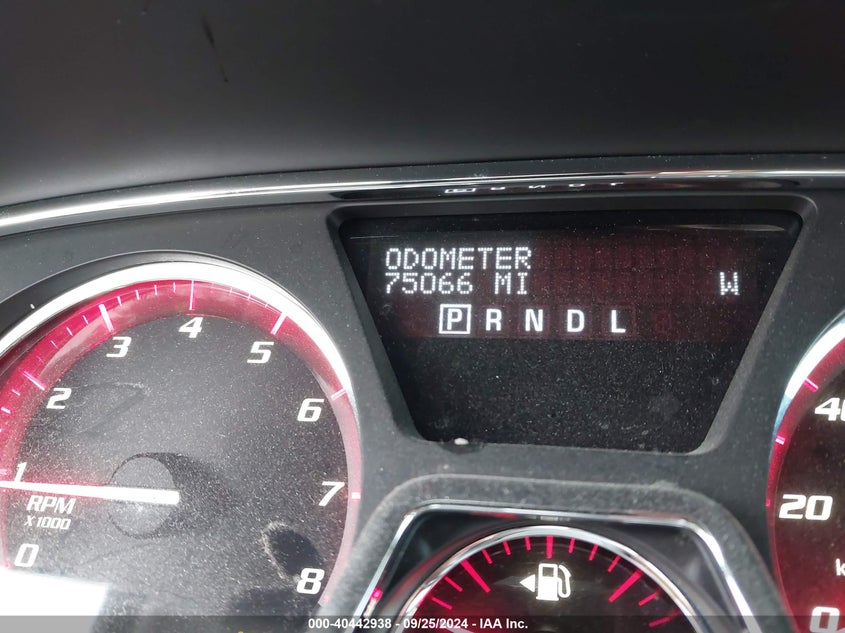 ODOMETER
75066 MI W
P R N D L
0 1 2 3 4 5 6 7 8
RPM
X1000
40
20
0
000-40442938 - 09/25/2024 - IAA Inc.